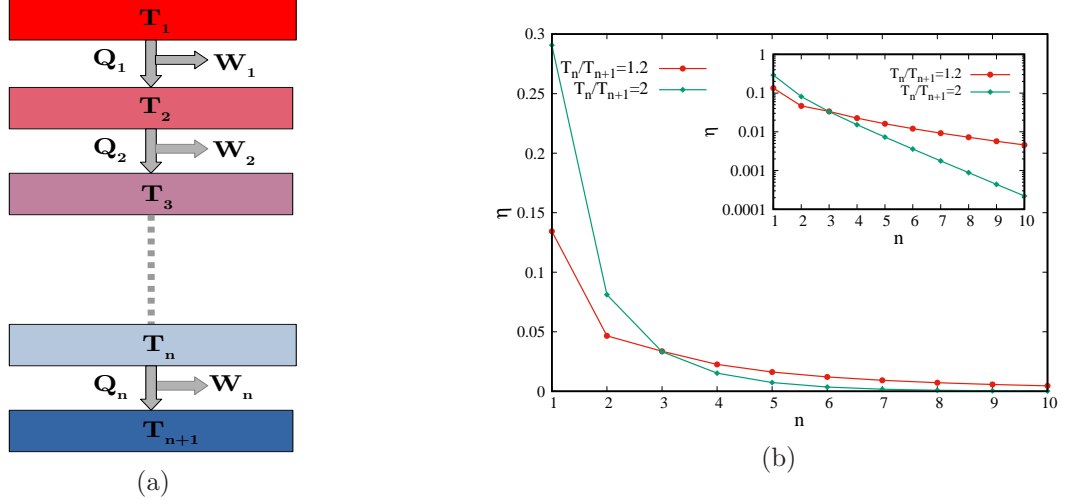 T₁
Q₁ W₁
T₂
Q₂ W₂
T₃
Tₙ
Qₙ Wₙ
Tₙ₊₁
(a)
0.3
0.25
0.2
0.15
0.1
0.05
0
η
1 2 3 4 5 6 7 8 9 10
n
Tₙ/Tₙ₊₁=1.2
Tₙ/Tₙ₊₁=2
1
0.1
0.01
0.001
0.0001
η
1 2 3 4 5 6 7 8 9 10
n
Tₙ/Tₙ₊₁=1.2
Tₙ/Tₙ₊₁=2
(b)